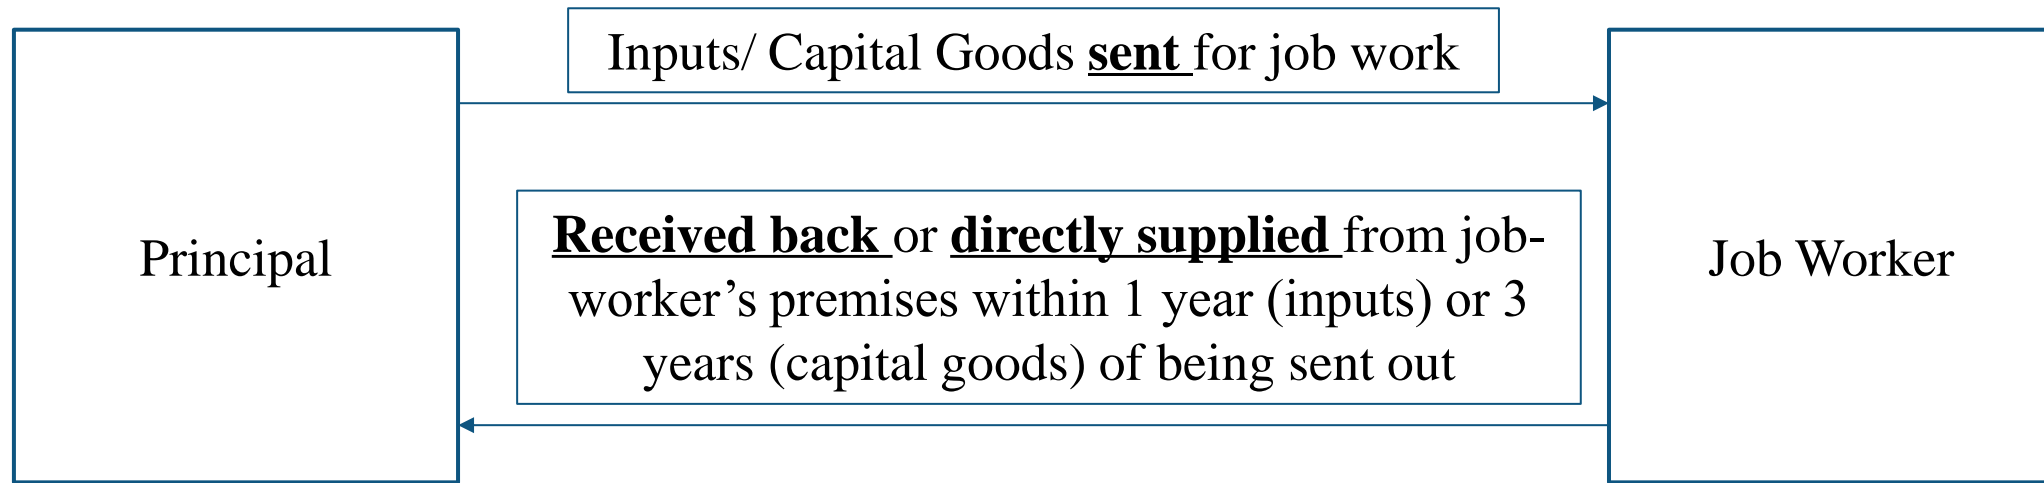 Inputs/ Capital Goods sent for job work
Principal
Received back or directly supplied from job-
worker’s premises within 1 year (inputs) or 3
years (capital goods) of being sent out
Job Worker